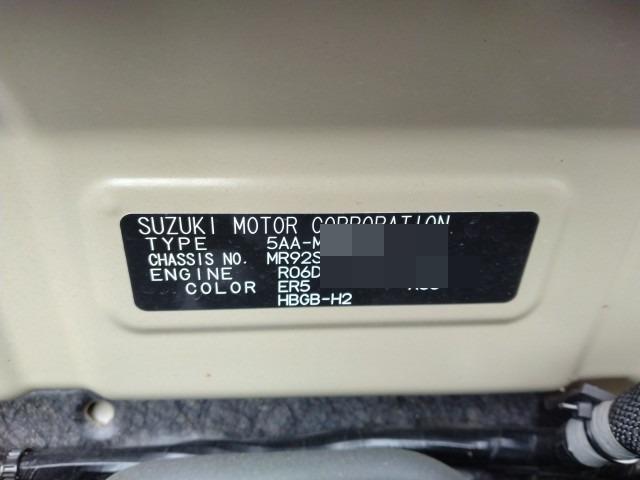 SUZUKI MOTOR CORPORATION
TYPE 5AA-M
CHASSIS NO. MR92S
ENGINE R06D
COLOR ER5
HBGB-H2